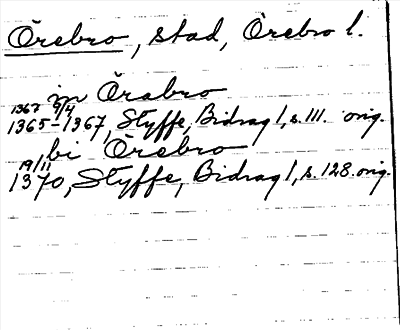 Örebro, stad, Örebro l.
in Örebro
1367 9/4
1365-1367, Styffe, Bidrag 1, s. 111. orig.
bi Örebro
19/11
1370, Styffe, Bidrag 1, s. 128. orig.